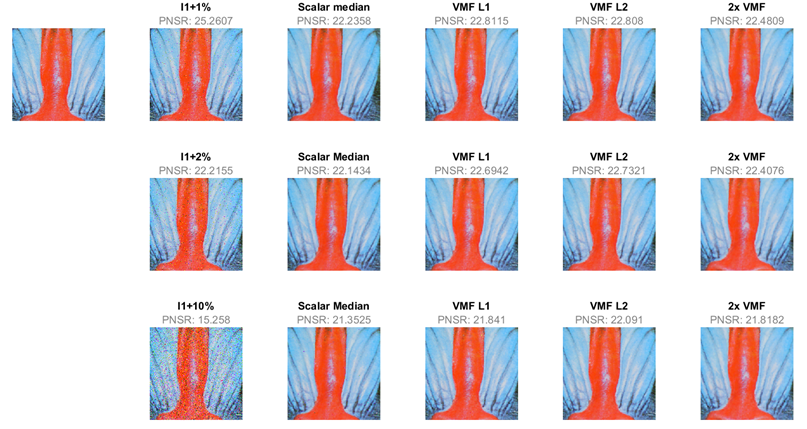 I1+1%
PNSR: 25.2607
Scalar median
PNSR: 22.2358
VMF L1
PNSR: 22.8115
VMF L2
PNSR: 22.808
2x VMF
PNSR: 22.4809
I1+2%
PNSR: 22.2155
Scalar Median
PNSR: 22.1434
VMF L1
PNSR: 22.6942
VMF L2
PNSR: 22.7321
2x VMF
PNSR: 22.4076
I1+10%
PNSR: 15.258
Scalar Median
PNSR: 21.3525
VMF L1
PNSR: 21.841
VMF L2
PNSR: 22.091
2x VMF
PNSR: 21.8182